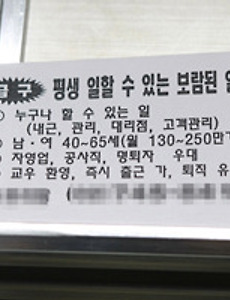 평생 일할 수 있는 보람된
누구나 할 수 있는 일
(내근, 관리, 대리점, 고객관리)
남·여 40~65세(월 130~250만
자영업, 공사직, 명퇴자 우대
교우 환영, 즉시 출근 가, 퇴직